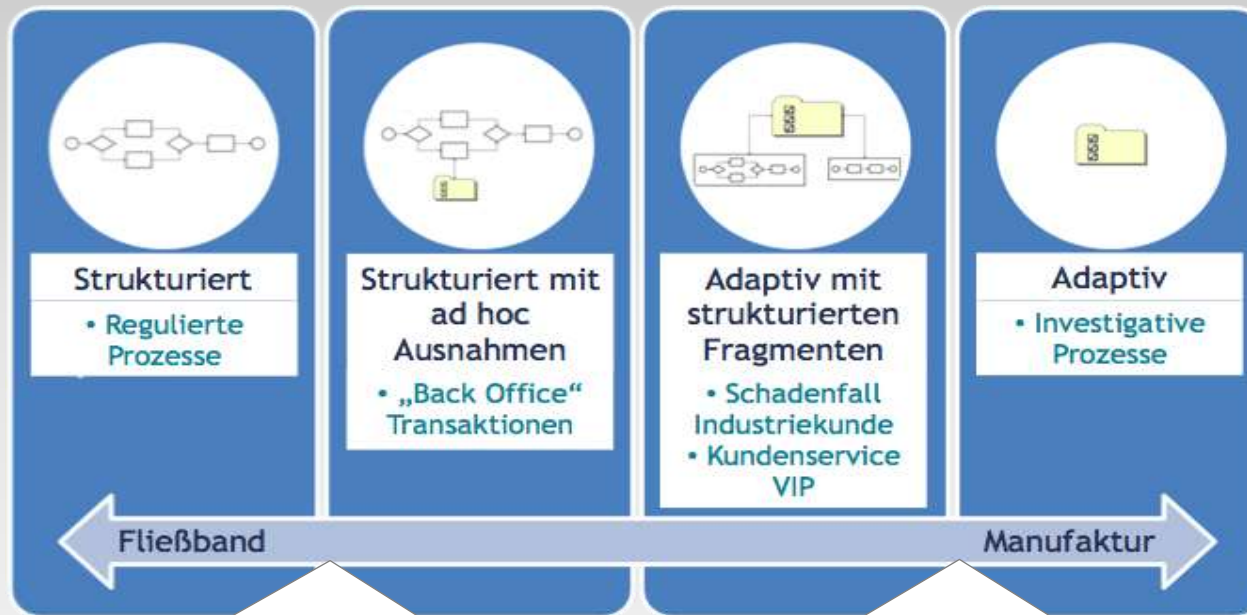 Strukturiert
• Regulierte
Prozesse
Strukturiert mit
ad hoc
Ausnahmen
• „Back Office“
Transaktionen
Adaptiv mit
strukturierten
Fragmenten
• Schadenfall
Industriekunde
• Kundenservice
VIP
Adaptiv
• Investigative
Prozesse
Fließband
Manufaktur